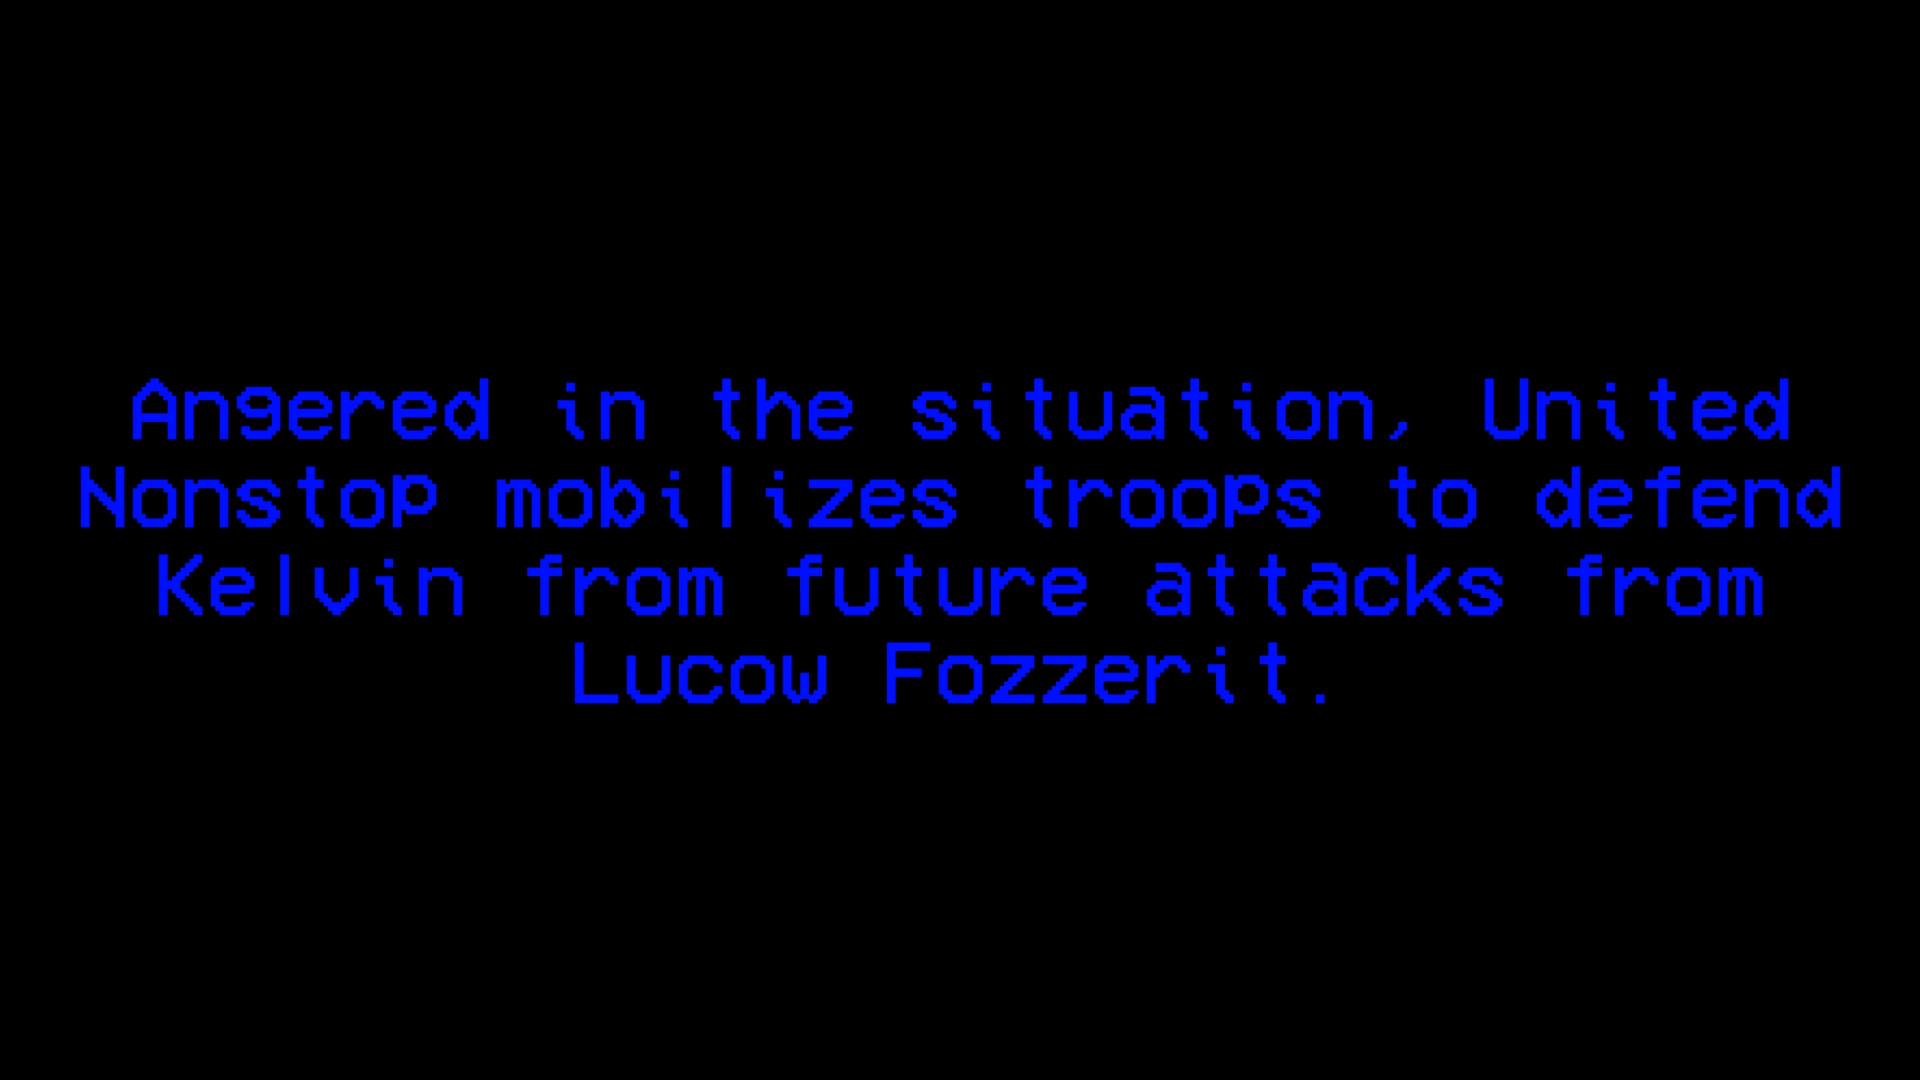 Angered in the situation, United
Nonstop mobilizes troops to defend
Kelvin from future attacks from
Lucow Fozzerit.